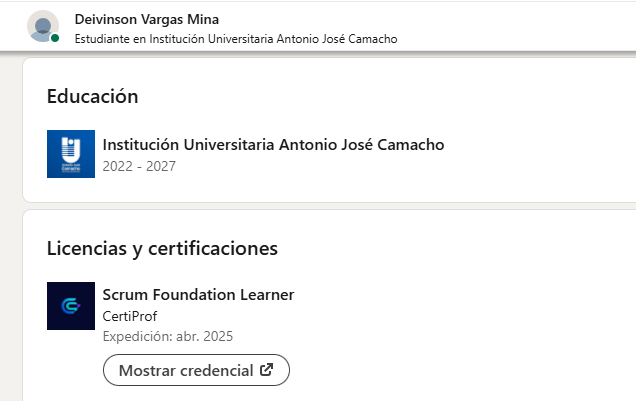 Deivinson Vargas Mina
Estudiante en Institución Universitaria Antonio José Camacho
Educación
Institución Universitaria Antonio José Camacho
2022 - 2027
Licencias y certificaciones
Scrum Foundation Learner
CertiProf
Expedición: abr. 2025
Mostrar credencial